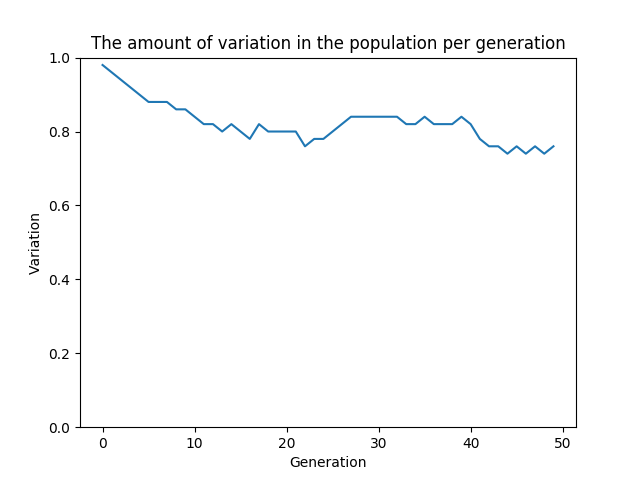 The amount of variation in the population per generation
1.0
0.8
0.6
0.4
0.2
0.0
Variation
0 10 20 30 40 50
Generation